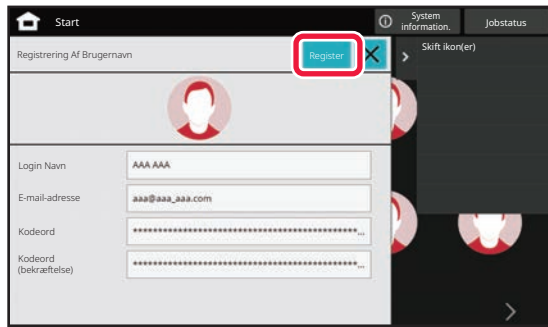 Start
System
information.
Jobstatus
Registrering Af Brugernavn
Register
Skift ikon(er)
Login Navn
AAA AAA
E-mail-adresse
aaa@aaa_aaa.com
Kodeord
************************************************...
Kodeord
(bekræftelse)
************************************************...